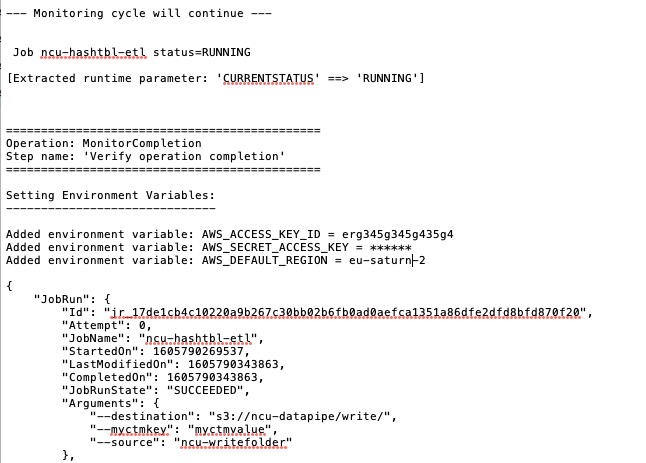 --- Monitoring cycle will continue ---
Job ncu-hashtbl-etl status=RUNNING
[Extracted runtime parameter: 'CURRENTSTATUS' ==> 'RUNNING']
=============================================
Operation: MonitorCompletion
Step name: 'Verify operation completion'
=============================================
Setting Environment Variables:
------------------------------
Added environment variable: AWS_ACCESS_KEY_ID = erg345g345g435g4
Added environment variable: AWS_SECRET_ACCESS_KEY = ******
Added environment variable: AWS_DEFAULT_REGION = eu-saturn-2
{
    "JobRun": {
        "Id": "jr_17de1cb4c10220a9b267c30bb02b6fb0ad0aefca1351a86dfe2dfd8bfd870f20",
        "Attempt": 0,
        "JobName": "ncu-hashtbl-etl",
        "StartedOn": 1605790269537,
        "LastModifiedOn": 1605790343863,
        "CompletedOn": 1605790343863,
        "JobRunState": "SUCCEEDED",
        "Arguments": {
            "--destination": "s3://ncu-datapipe/write/",
            "--myctmkey": "myctmvalue",
            "--source": "ncu-writefolder"
        },